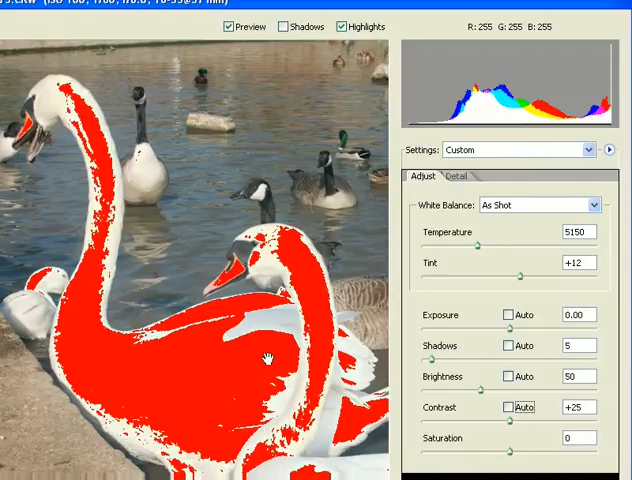 Preview Shadows Highlights
R: 255 G: 255 B: 255
Settings: Custom
Adjust Detail
White Balance: As Shot
Temperature 5150
Tint +12
Exposure Auto 0.00
Shadows Auto 5
Brightness Auto 50
Contrast Auto +25
Saturation 0